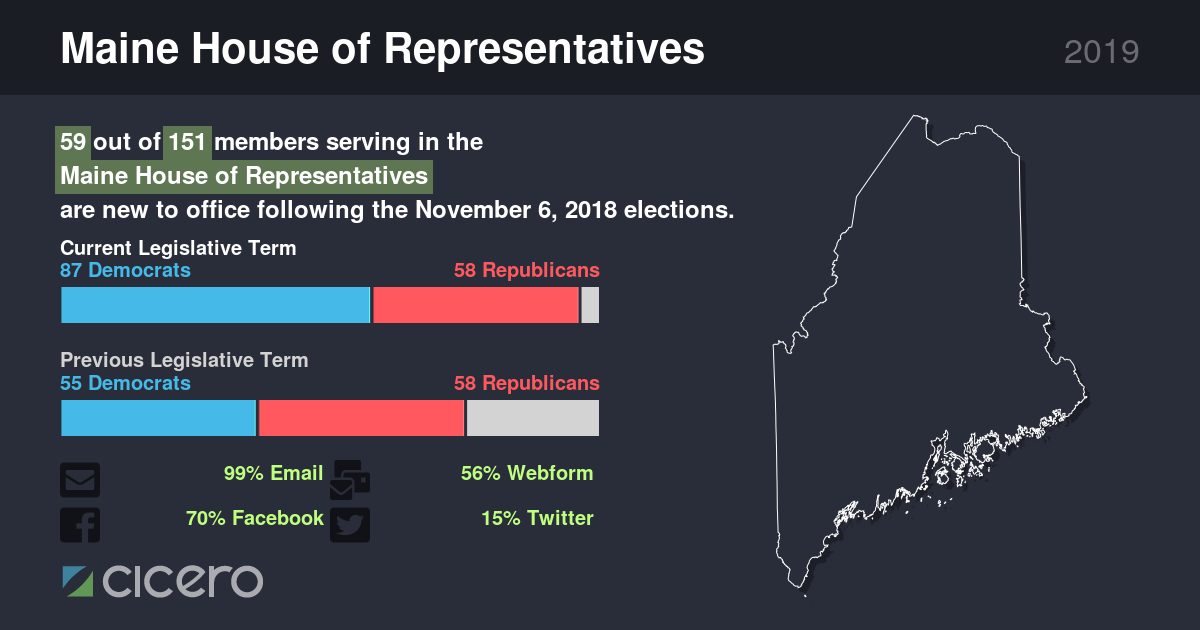 Maine House of Representatives
2019
59 out of 151 members serving in the
Maine House of Representatives
are new to office following the November 6, 2018 elections.
Current Legislative Term
87 Democrats 58 Republicans
Previous Legislative Term
55 Democrats 58 Republicans
99% Email 56% Webform
70% Facebook 15% Twitter
cicero